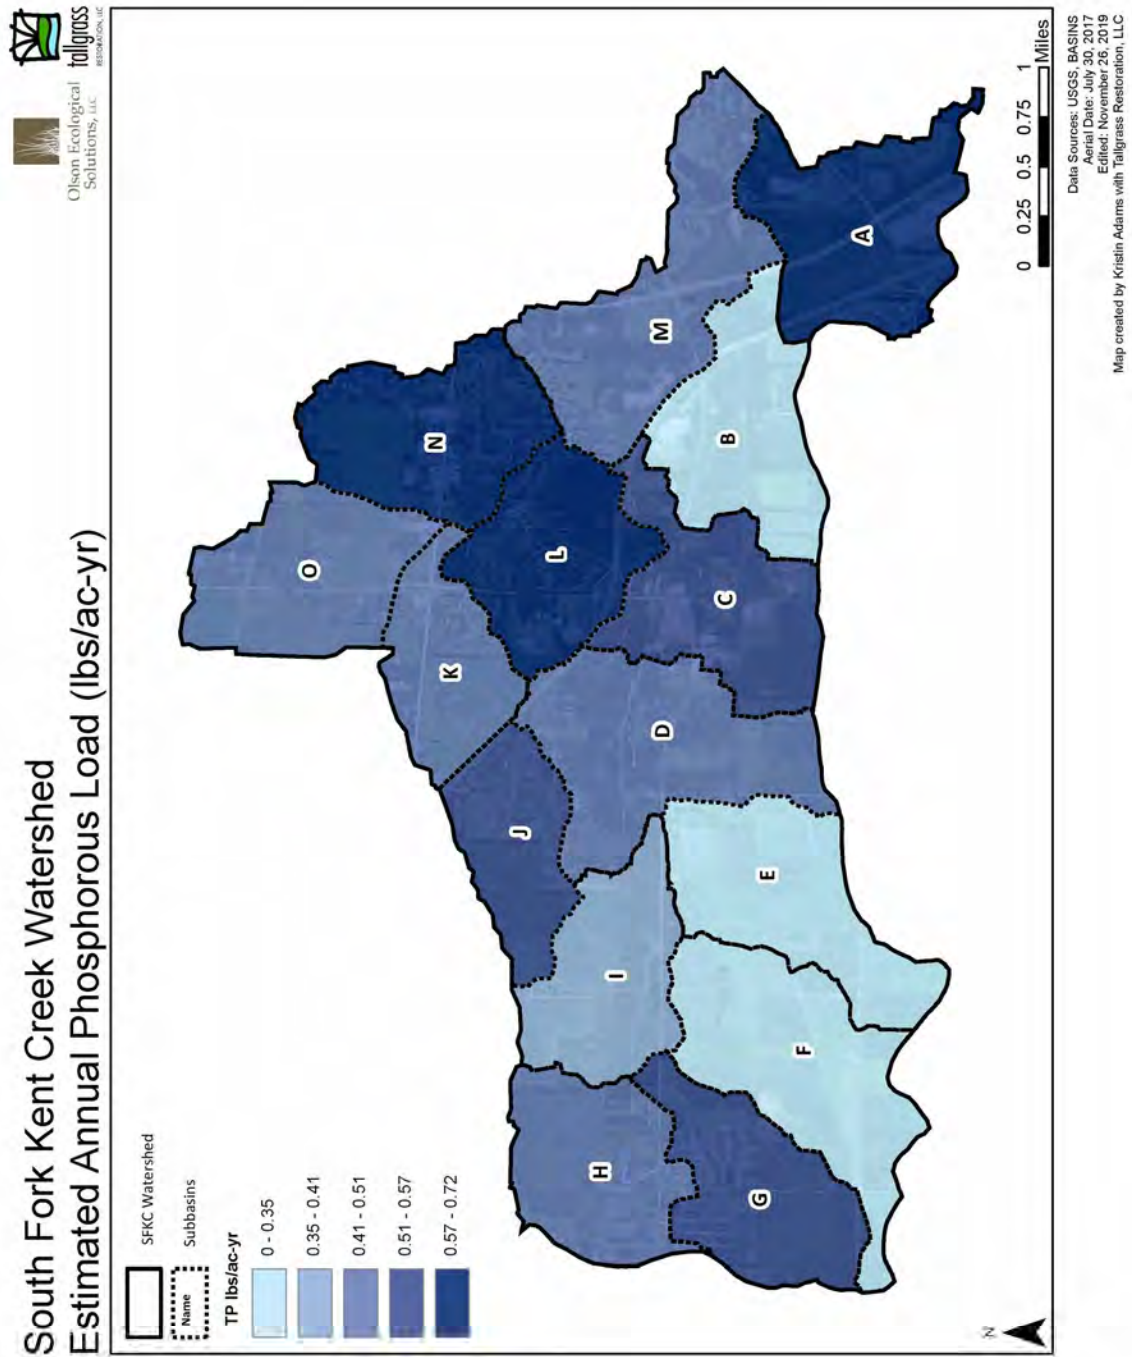 South Fork Kent Creek Watershed
Estimated Annual Phosphorous Load (lbs/ac-yr)
Olson Ecological
Solutions, LLC
tallgrass
RESTORATION, LLC
SFKC Watershed
Name
Subbasins
TP lbs/ac-yr
0 - 0.35
0.35 - 0.41
0.41 - 0.51
0.51 - 0.57
0.57 - 0.72
H
G
F
I
E
J
D
K
C
O
L
N
B
M
A
N
0 0.25 0.5 0.75 1
Miles
Data Sources: USGS, BASINS
Aerial Date: July 30, 2017
Edited: November 26, 2019
Map created by Kristin Adams with Tallgrass Restoration, LLC